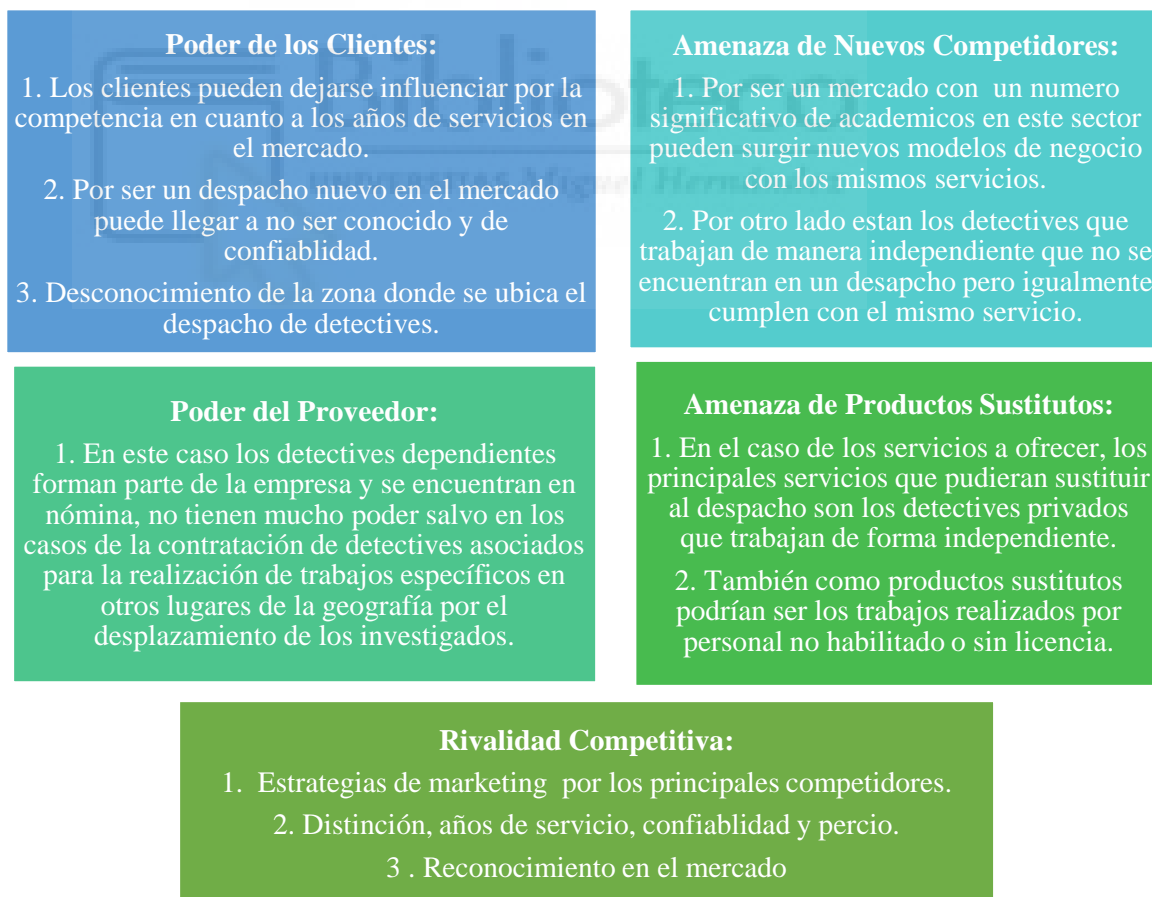 Poder de los Clientes:
1. Los clientes pueden dejarse influenciar por la
competencia en cuanto a los años de servicios en
el mercado.
2. Por ser un despacho nuevo en el mercado
puede llegar a no ser conocido y de
confiablidad.
3. Desconocimiento de la zona donde se ubica el
despacho de detectives.
Amenaza de Nuevos Competidores:
1. Por ser un mercado con un numero
significativo de academicos en este sector
pueden surgir nuevos modelos de negocio
con los mismos servicios.
2. Por otro lado estan los detectives que
trabajan de manera independiente que no se
encuentran en un desapcho pero igualmente
cumplen con el mismo servicio.
Poder del Proveedor:
1. En este caso los detectives dependientes
forman parte de la empresa y se encuentran en
nómina, no tienen mucho poder salvo en los
casos de la contratación de detectives asociados
para la realización de trabajos específicos en
otros lugares de la geografía por el
desplazamiento de los investigados.
Amenaza de Productos Sustitutos:
1. En el caso de los servicios a ofrecer, los
principales servicios que pudieran sustituir
al despacho son los detectives privados
que trabajan de forma independiente.
2. También como productos sustitutos
podrían ser los trabajos realizados por
personal no habilitado o sin licencia.
Rivalidad Competitiva:
1. Estrategias de marketing por los principales competidores.
2. Distinción, años de servicio, confiablidad y percio.
3 . Reconocimiento en el mercado
Biblioteca
UNIVERSITAS Miguel Hernández